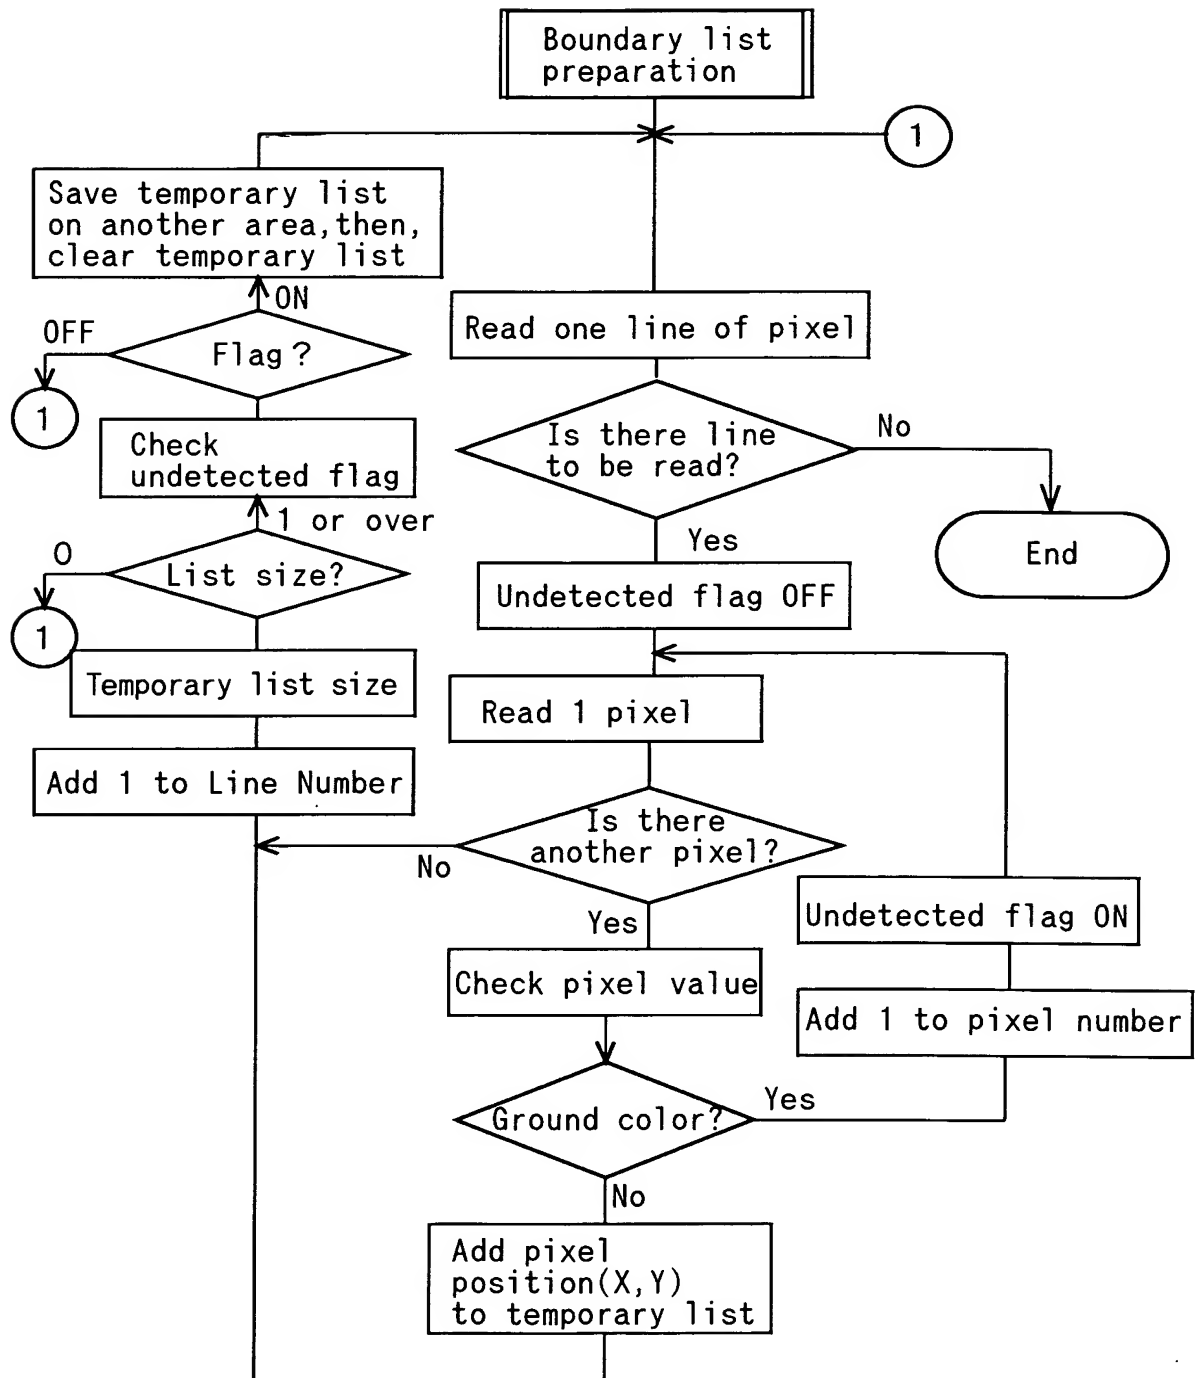 Boundary list
preparation
1
Save temporary list
on another area,then,
clear temporary list
ON
OFF
Flag?
1
Check
undetected flag
1 or over
0
List size?
1
Temporary list size
Add 1 to Line Number
Read one line of pixel
Is there line
to be read?
No
End
Yes
Undetected flag OFF
Read 1 pixel
Is there
another pixel?
No
Yes
Check pixel value
Undetected flag ON
Add 1 to pixel number
Ground color?
Yes
No
Add pixel
position(X,Y)
to temporary list